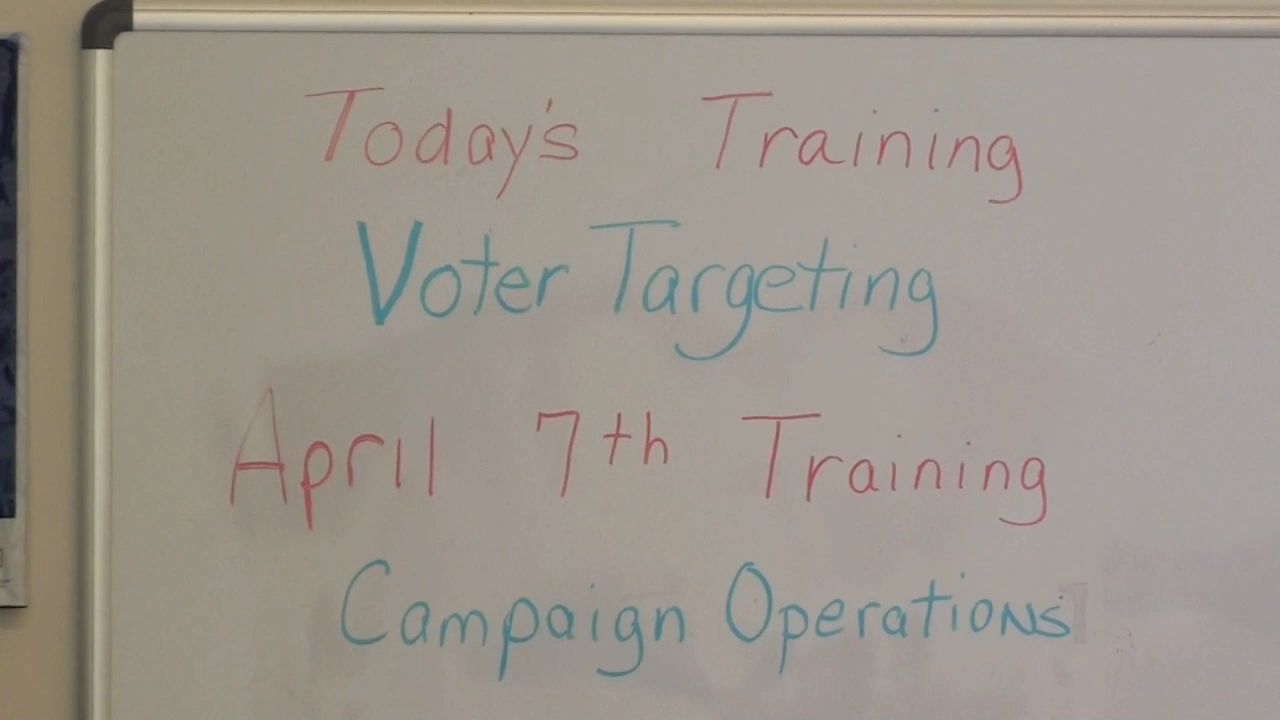 Today's Training
Voter Targeting
April 7th Training
Campaign Operations